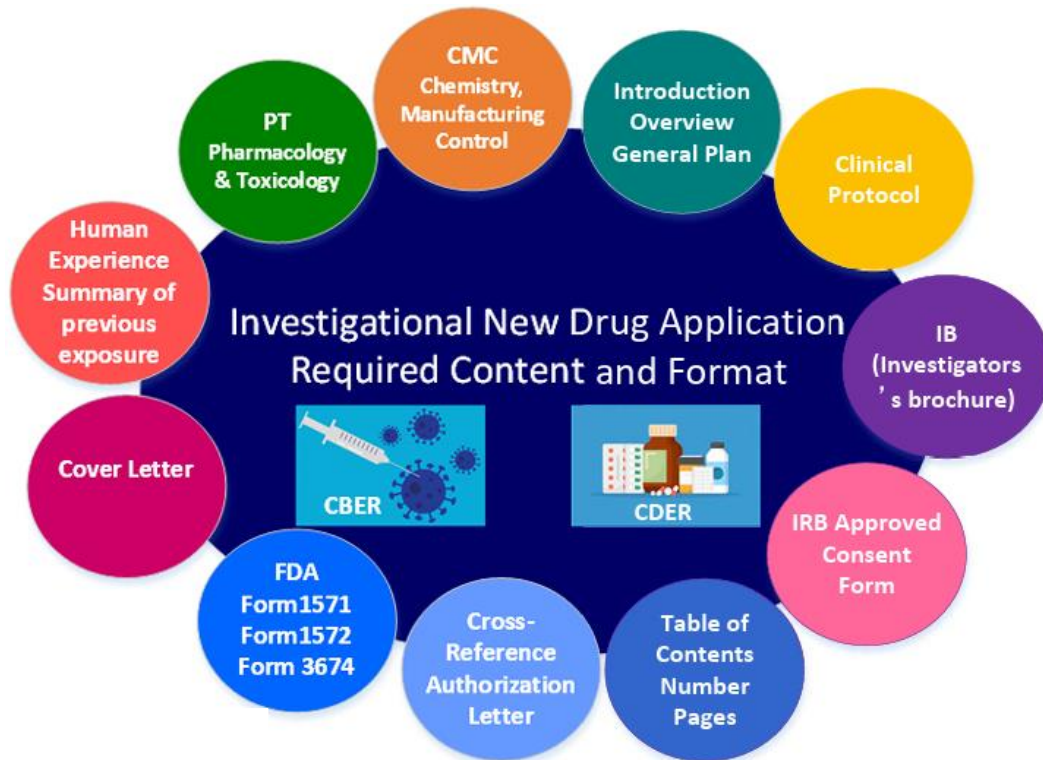 CMC
Chemistry,
Manufacturing
Control
Introduction
Overview
General Plan
Clinical
Protocol
IB
(Investigators
’s brochure)
IRB Approved
Consent
Form
Table of
Contents
Number
Pages
Cross-
Reference
Authorization
Letter
FDA
Form1571
Form1572
Form 3674
Cover Letter
Human
Experience
Summary of
previous
exposure
PT
Pharmacology
& Toxicology
Investigational New Drug Application
Required Content and Format
CBER
CDER